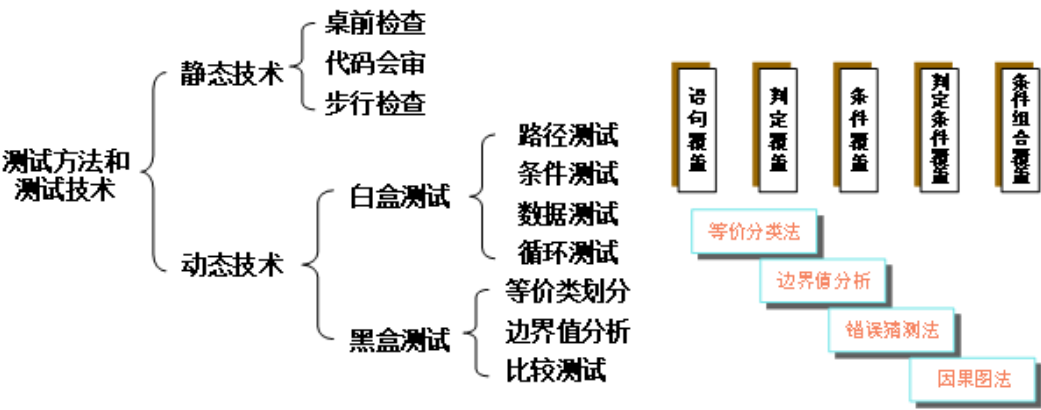 测试方法和
测试技术
静态技术
桌前检查
代码会审
步行检查
动态技术
白盒测试
路径测试
条件测试
数据测试
循环测试
黑盒测试
等价类划分
边界值分析
比较测试
语句覆盖
判定覆盖
条件覆盖
判定条件覆盖
条件组合覆盖
等价分类法
边界值分析
错误猜测法
因果图法